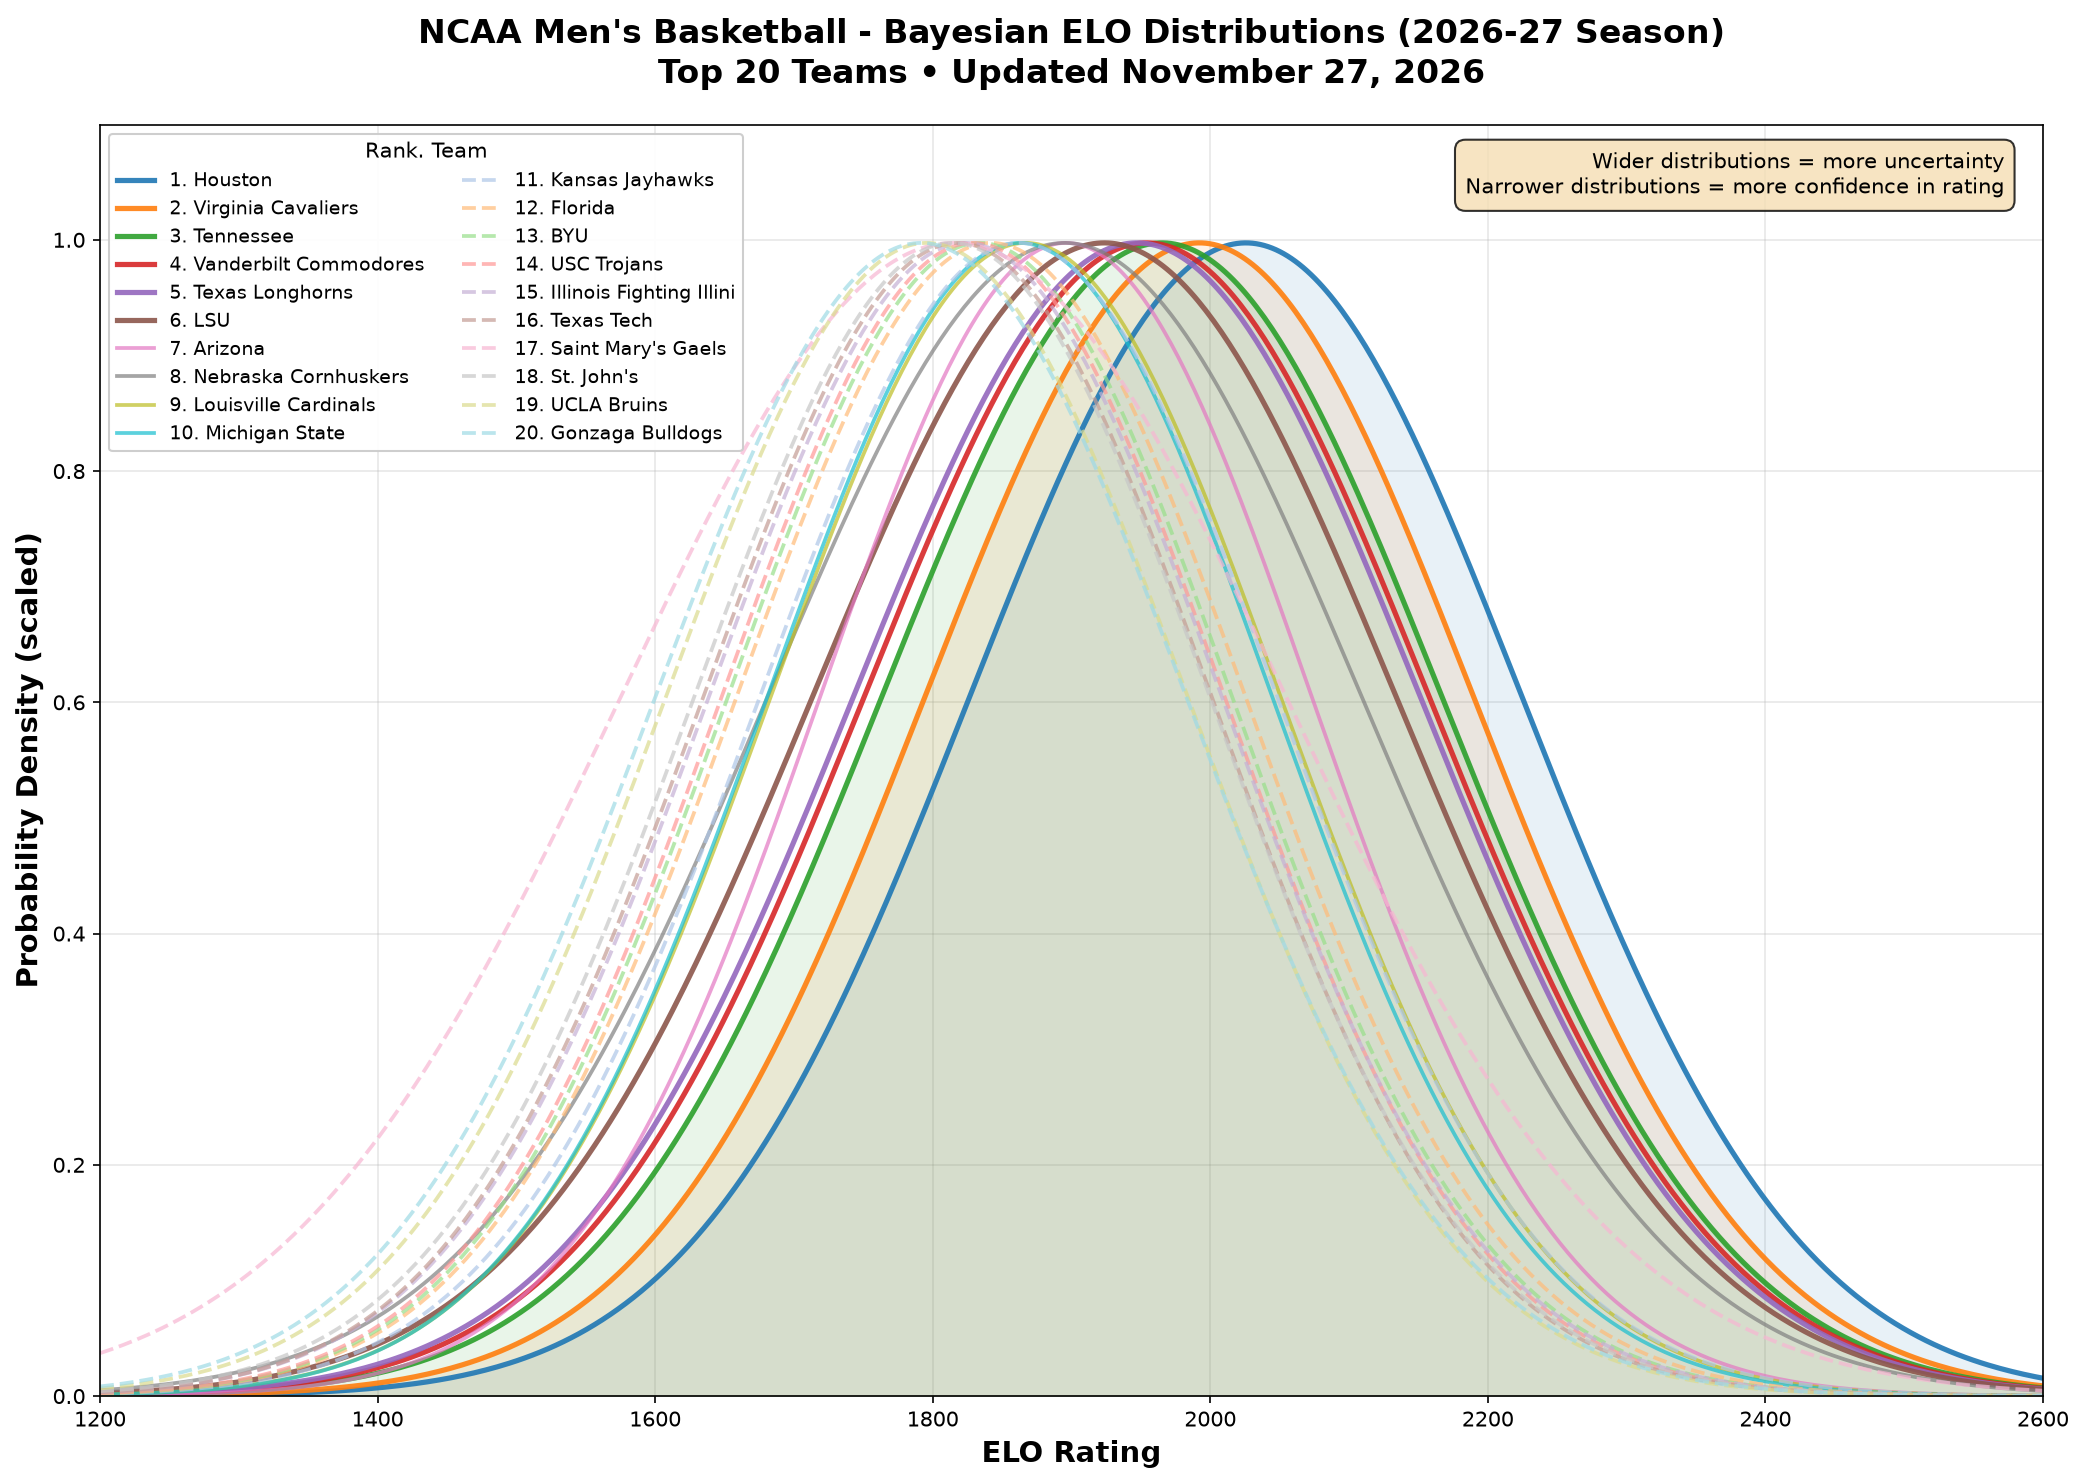 NCAA Men's Basketball - Bayesian ELO Distributions (2026-27 Season)
Top 20 Teams • Updated November 27, 2026
Rank. Team
1. Houston
2. Virginia Cavaliers
3. Tennessee
4. Vanderbilt Commodores
5. Texas Longhorns
6. LSU
7. Arizona
8. Nebraska Cornhuskers
9. Louisville Cardinals
10. Michigan State
11. Kansas Jayhawks
12. Florida
13. BYU
14. USC Trojans
15. Illinois Fighting Illini
16. Texas Tech
17. Saint Mary's Gaels
18. St. John's
19. UCLA Bruins
20. Gonzaga Bulldogs
Wider distributions = more uncertainty
Narrower distributions = more confidence in rating
Probability Density (scaled)
1.0
0.8
0.6
0.4
0.2
0.0
1200
1400
1600
1800
2000
2200
2400
2600
ELO Rating